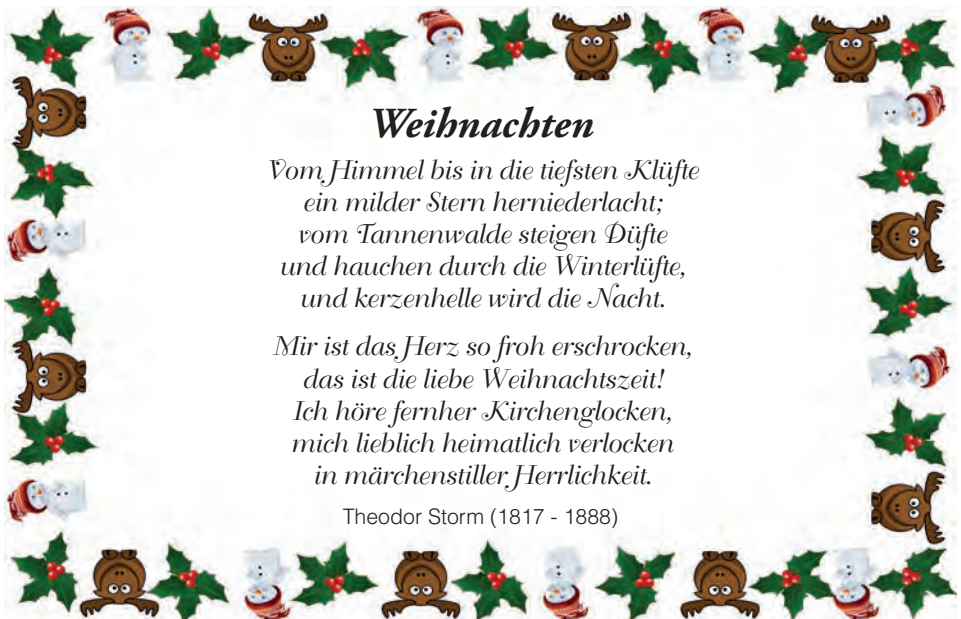 Weihnachten
Vom Himmel bis in die tiefsten Klüfte
ein milder Stern herniederlacht;
vom Tannenwalde steigen Düfte
und hauchen durch die Winterlüfte,
und kerzenhelle wird die Nacht.
Mir ist das Herz so froh erschrocken,
das ist die liebe Weihnachtszeit!
Ich höre fernher Kirchenglocken,
mich lieblich heimatlich verlocken
in märchenstiller Herrlichkeit.
Theodor Storm (1817 - 1888)